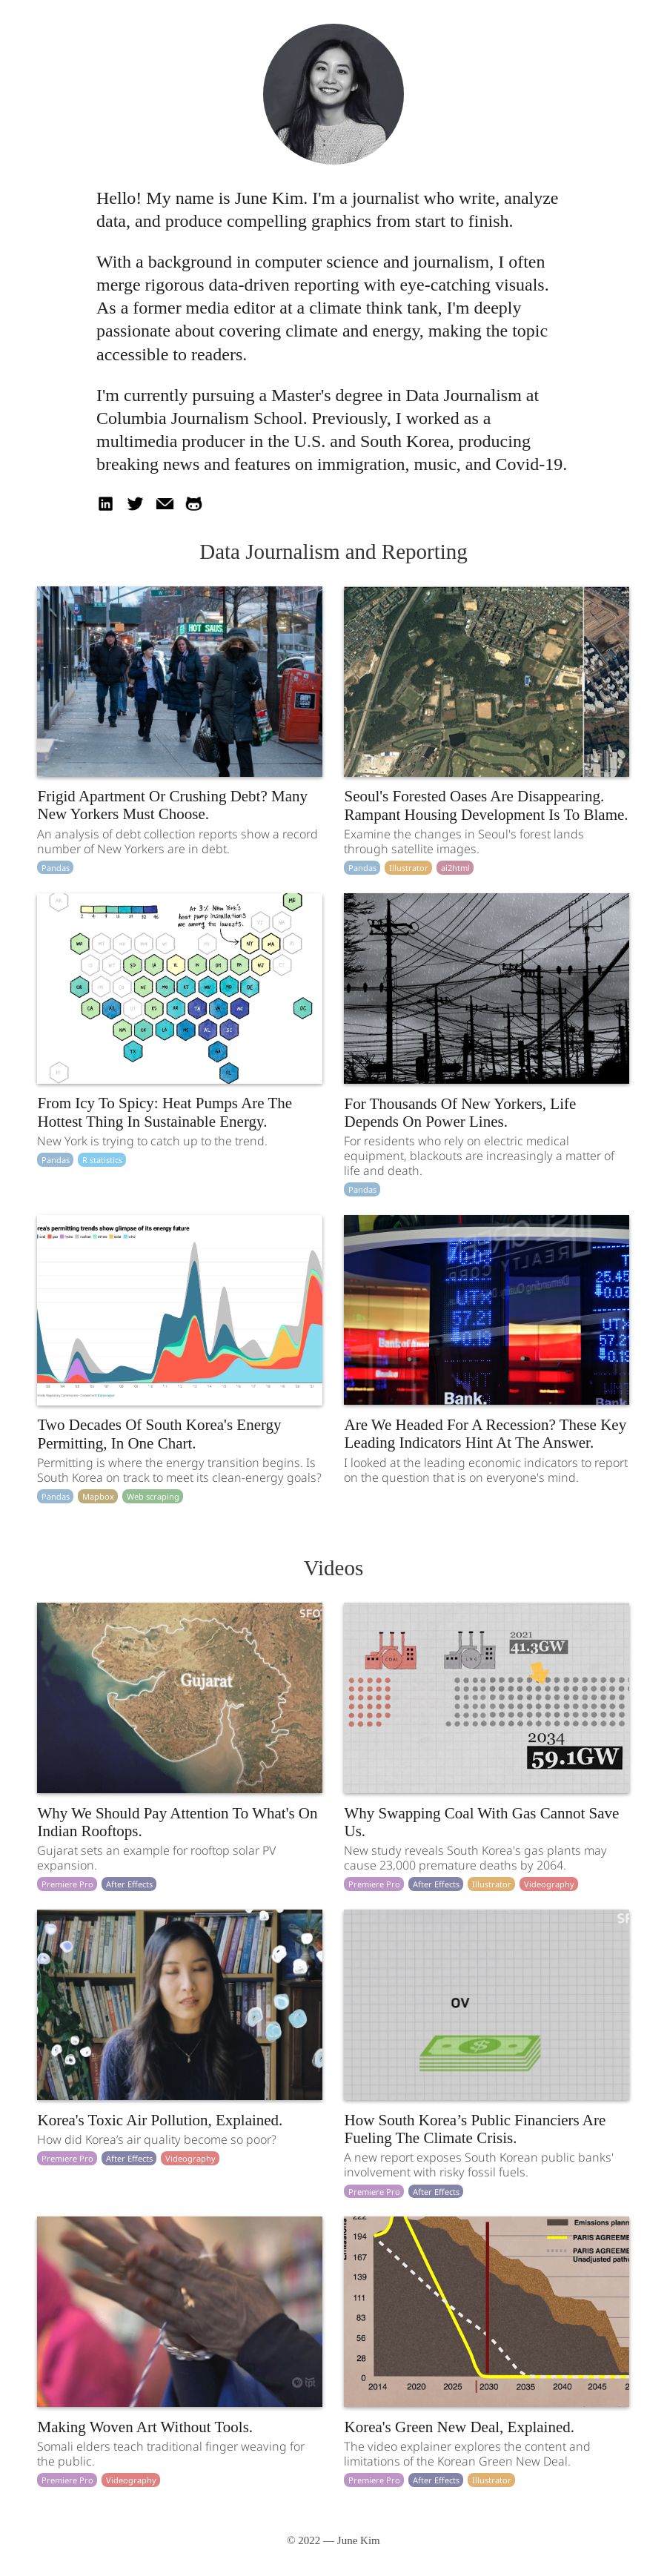 Hello! My name is June Kim. I'm a journalist who write, analyze
data, and produce compelling graphics from start to finish.
With a background in computer science and journalism, I often
merge rigorous data-driven reporting with eye-catching visuals.
As a former media editor at a climate think tank, I'm deeply
passionate about covering climate and energy, making the topic
accessible to readers.
I'm currently pursuing a Master's degree in Data Journalism at
Columbia Journalism School. Previously, I worked as a
multimedia producer in the U.S. and South Korea, producing
breaking news and features on immigration, music, and Covid-19.
Data Journalism and Reporting
HOT SAUS
Frigid Apartment Or Crushing Debt? Many
New Yorkers Must Choose.
An analysis of debt collection reports show a record
number of New Yorkers are in debt.
Pandas
Seoul's Forested Oases Are Disappearing.
Rampant Housing Development Is To Blame.
Examine the changes in Seoul's forest lands
through satellite images.
Pandas Illustrator ai2html
At 3% New York's
heat pump installations
are among the lowest.
ME
NY MA
From Icy To Spicy: Heat Pumps Are The
Hottest Thing In Sustainable Energy.
New York is trying to catch up to the trend.
Pandas R statistics
For Thousands Of New Yorkers, Life
Depends On Power Lines.
For residents who rely on electric medical
equipment, blackouts are increasingly a matter of
life and death.
Pandas
rea's permitting trends show glimpse of its energy future
Two Decades Of South Korea's Energy
Permitting, In One Chart.
Permitting is where the energy transition begins. Is
South Korea on track to meet its clean-energy goals?
Pandas Mapbox Web scraping
UTX
57.21
0.19
25.45
0.03
UTX
57.2
Bank.
Are We Headed For A Recession? These Key
Leading Indicators Hint At The Answer.
I looked at the leading economic indicators to report
on the question that is on everyone's mind.
Videos
SFO
Gujarat
Why We Should Pay Attention To What's On
Indian Rooftops.
Gujarat sets an example for rooftop solar PV
expansion.
Premiere Pro After Effects
COAL
2021
41.3GW
2034
59.1GW
Why Swapping Coal With Gas Cannot Save
Us.
New study reveals South Korea's gas plants may
cause 23,000 premature deaths by 2064.
Premiere Pro After Effects Illustrator Videography
Korea's Toxic Air Pollution, Explained.
How did Korea’s air quality become so poor?
Premiere Pro After Effects Videography
SF
OV
How South Korea’s Public Financiers Are
Fueling The Climate Crisis.
A new report exposes South Korean public banks'
involvement with risky fossil fuels.
Premiere Pro After Effects
Making Woven Art Without Tools.
Somali elders teach traditional finger weaving for
the public.
Premiere Pro Videography
Emissions
222
194
167
139
111
83
56
28
0
2014 2020 2025 2030 2035 2040 2045 2
Emissions plann
PARIS AGREEME
PARIS AGREEME
Unadjusted path
Korea's Green New Deal, Explained.
The video explainer explores the content and
limitations of the Korean Green New Deal.
Premiere Pro After Effects Illustrator
© 2022 — June Kim